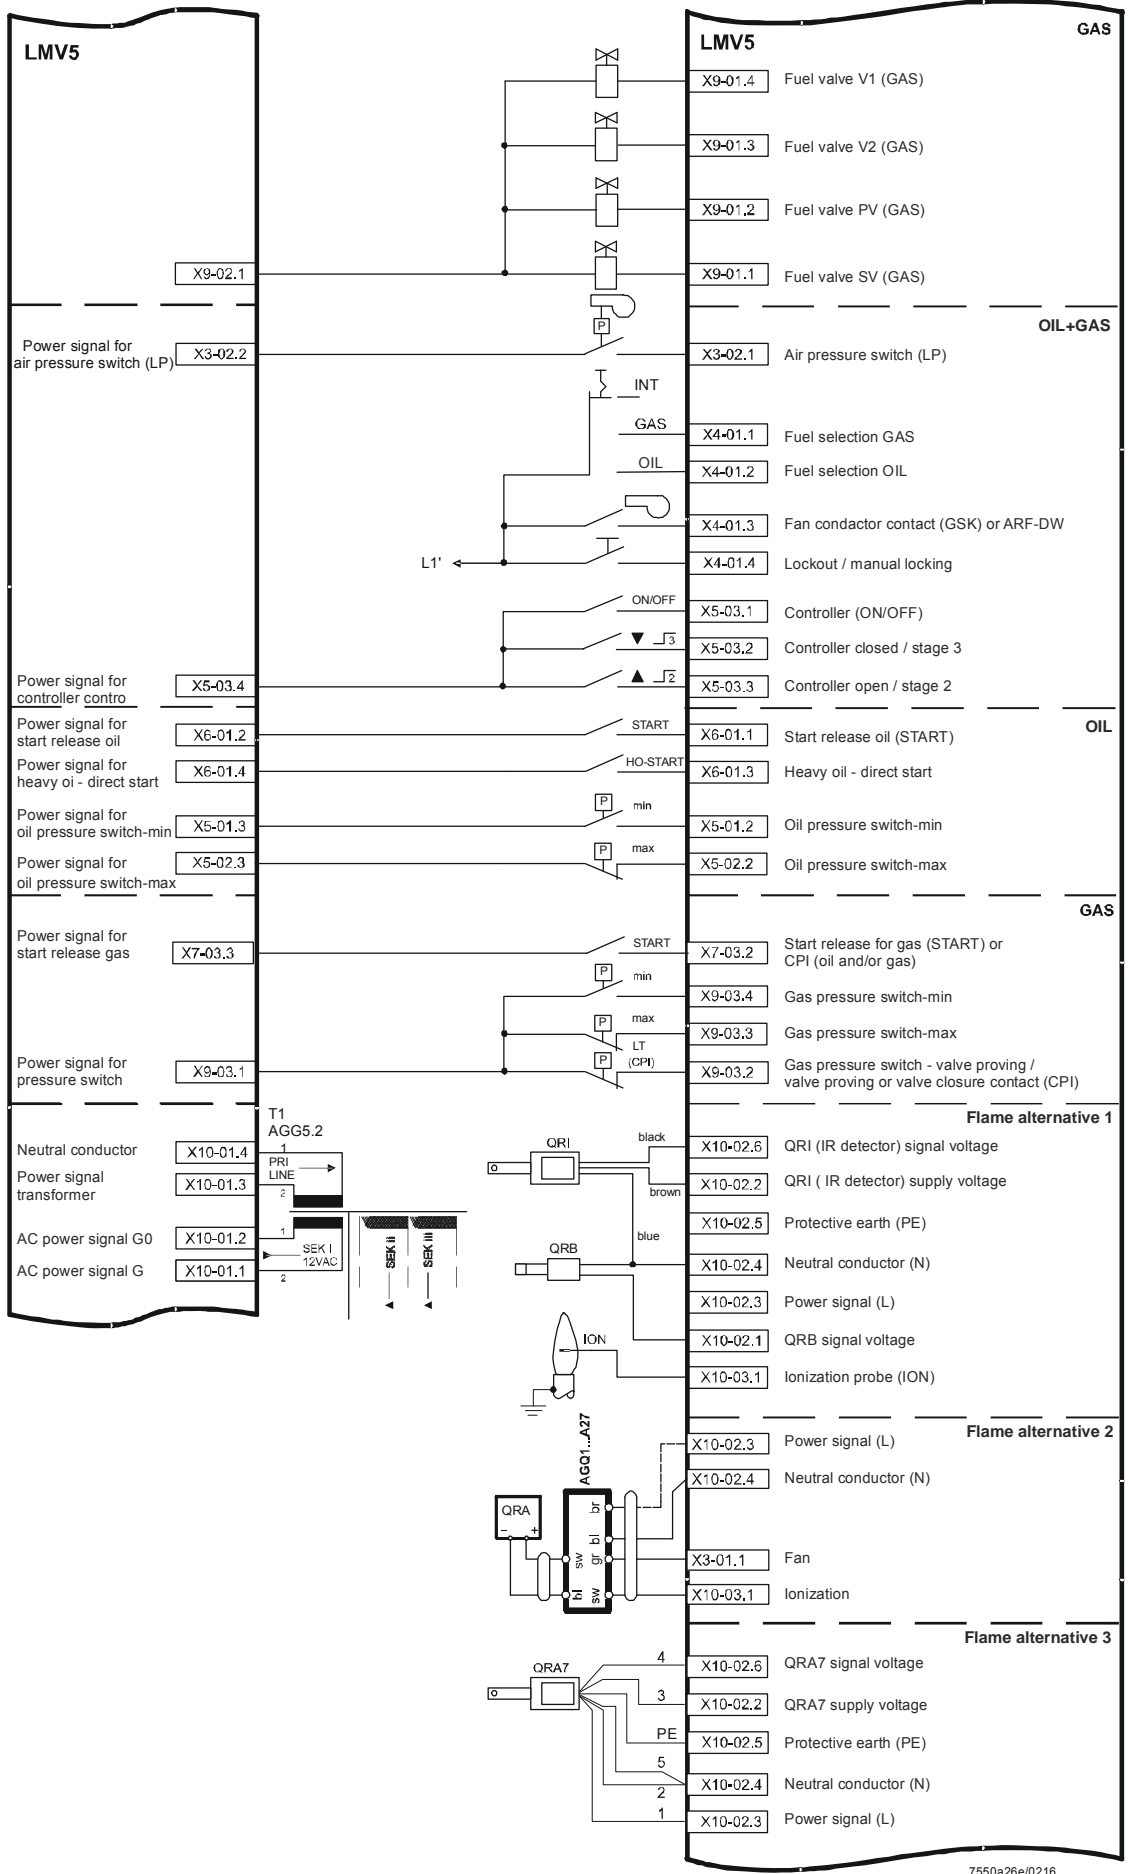 LMV5
LMV5
GAS
X9-01.4 Fuel valve V1 (GAS)
X9-01.3 Fuel valve V2 (GAS)
X9-01.2 Fuel valve PV (GAS)
X9-02.1
X9-01.1 Fuel valve SV (GAS)
OIL+GAS
Power signal for
air pressure switch (LP)
X3-02.2
P
X3-02.1 Air pressure switch (LP)
INT
GAS
X4-01.1 Fuel selection GAS
OIL
X4-01.2 Fuel selection OIL
X4-01.3 Fan condactor contact (GSK) or ARF-DW
L1'
X4-01.4 Lockout / manual locking
ON/OFF
X5-03.1 Controller (ON/OFF)
3
X5-03.2 Controller closed / stage 3
Power signal for
controller contro
X5-03.4
2
X5-03.3 Controller open / stage 2
OIL
Power signal for
start release oil
X6-01.2
START
X6-01.1 Start release oil (START)
Power signal for
heavy oi - direct start
X6-01.4
HO-START
X6-01.3 Heavy oil - direct start
Power signal for
oil pressure switch-min
X5-01.3
P min
X5-01.2 Oil pressure switch-min
Power signal for
oil pressure switch-max
X5-02.3
P max
X5-02.2 Oil pressure switch-max
GAS
Power signal for
start release gas
X7-03.3
START
X7-03.2 Start release for gas (START) or
CPI (oil and/or gas)
P min
X9-03.4 Gas pressure switch-min
P max
X9-03.3 Gas pressure switch-max
Power signal for
pressure switch
X9-03.1
P LT
(CPI)
X9-03.2 Gas pressure switch - valve proving /
valve proving or valve closure contact (CPI)
Flame alternative 1
T1
AGG5.2
Neutral conductor X10-01.4
1
PRI
LINE
2
Power signal
transformer
X10-01.3
AC power signal G0 X10-01.2
1
SEK I
12VAC
2
AC power signal G X10-01.1
SEK ii
SEK iii
QRI
black
X10-02.6 QRI (IR detector) signal voltage
brown
X10-02.2 QRI ( IR detector) supply voltage
X10-02.5 Protective earth (PE)
blue
QRB
X10-02.4 Neutral conductor (N)
X10-02.3 Power signal (L)
X10-02.1 QRB signal voltage
ION
X10-03.1 Ionization probe (ION)
Flame alternative 2
AGQ1...A27
X10-02.3 Power signal (L)
X10-02.4 Neutral conductor (N)
QRA
- +
br
bl
sw gr
bl sw
X3-01.1 Fan
X10-03.1 Ionization
Flame alternative 3
QRA7
4
X10-02.6 QRA7 signal voltage
3
X10-02.2 QRA7 supply voltage
PE
X10-02.5 Protective earth (PE)
5
2
X10-02.4 Neutral conductor (N)
1
X10-02.3 Power signal (L)
7550a26e/0216